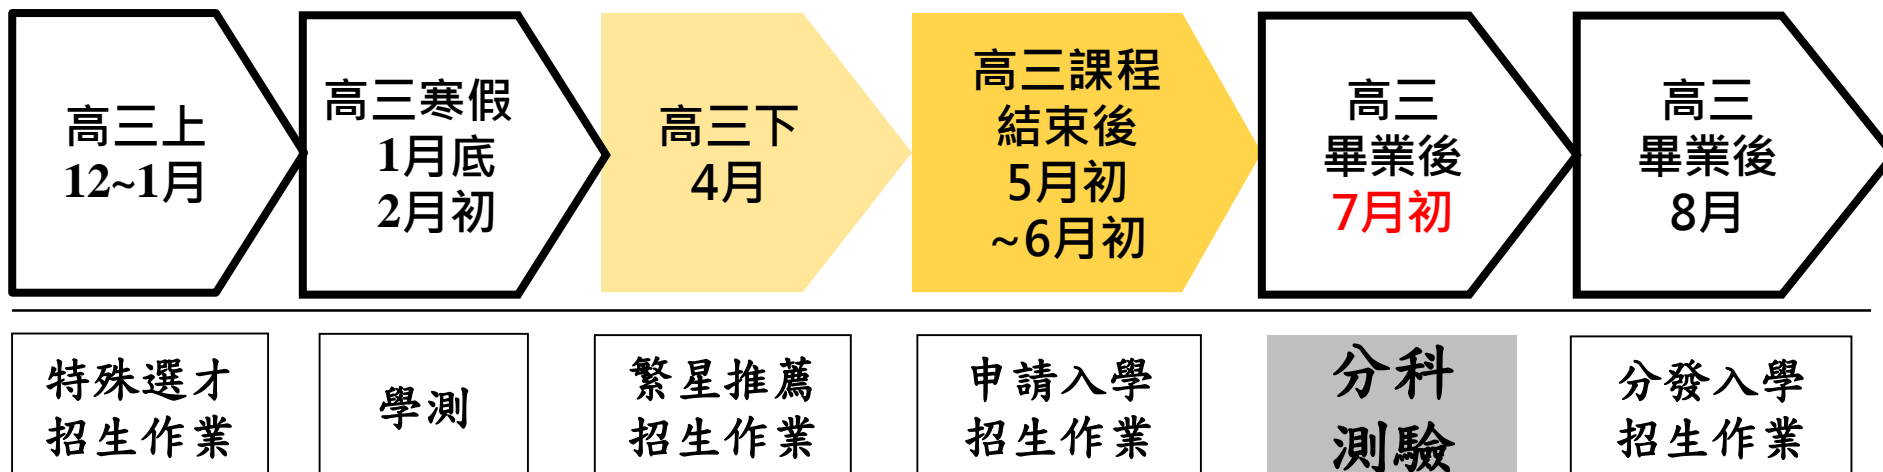 高三上
12~1月
高三寒假
1月底
2月初
高三下
4月
高三課程
結束後
5月初
~6月初
高三
畢業後
7月初
高三
畢業後
8月
特殊選才
招生作業
學測
繁星推薦
招生作業
申請入學
招生作業
分科
測驗
分發入學
招生作業